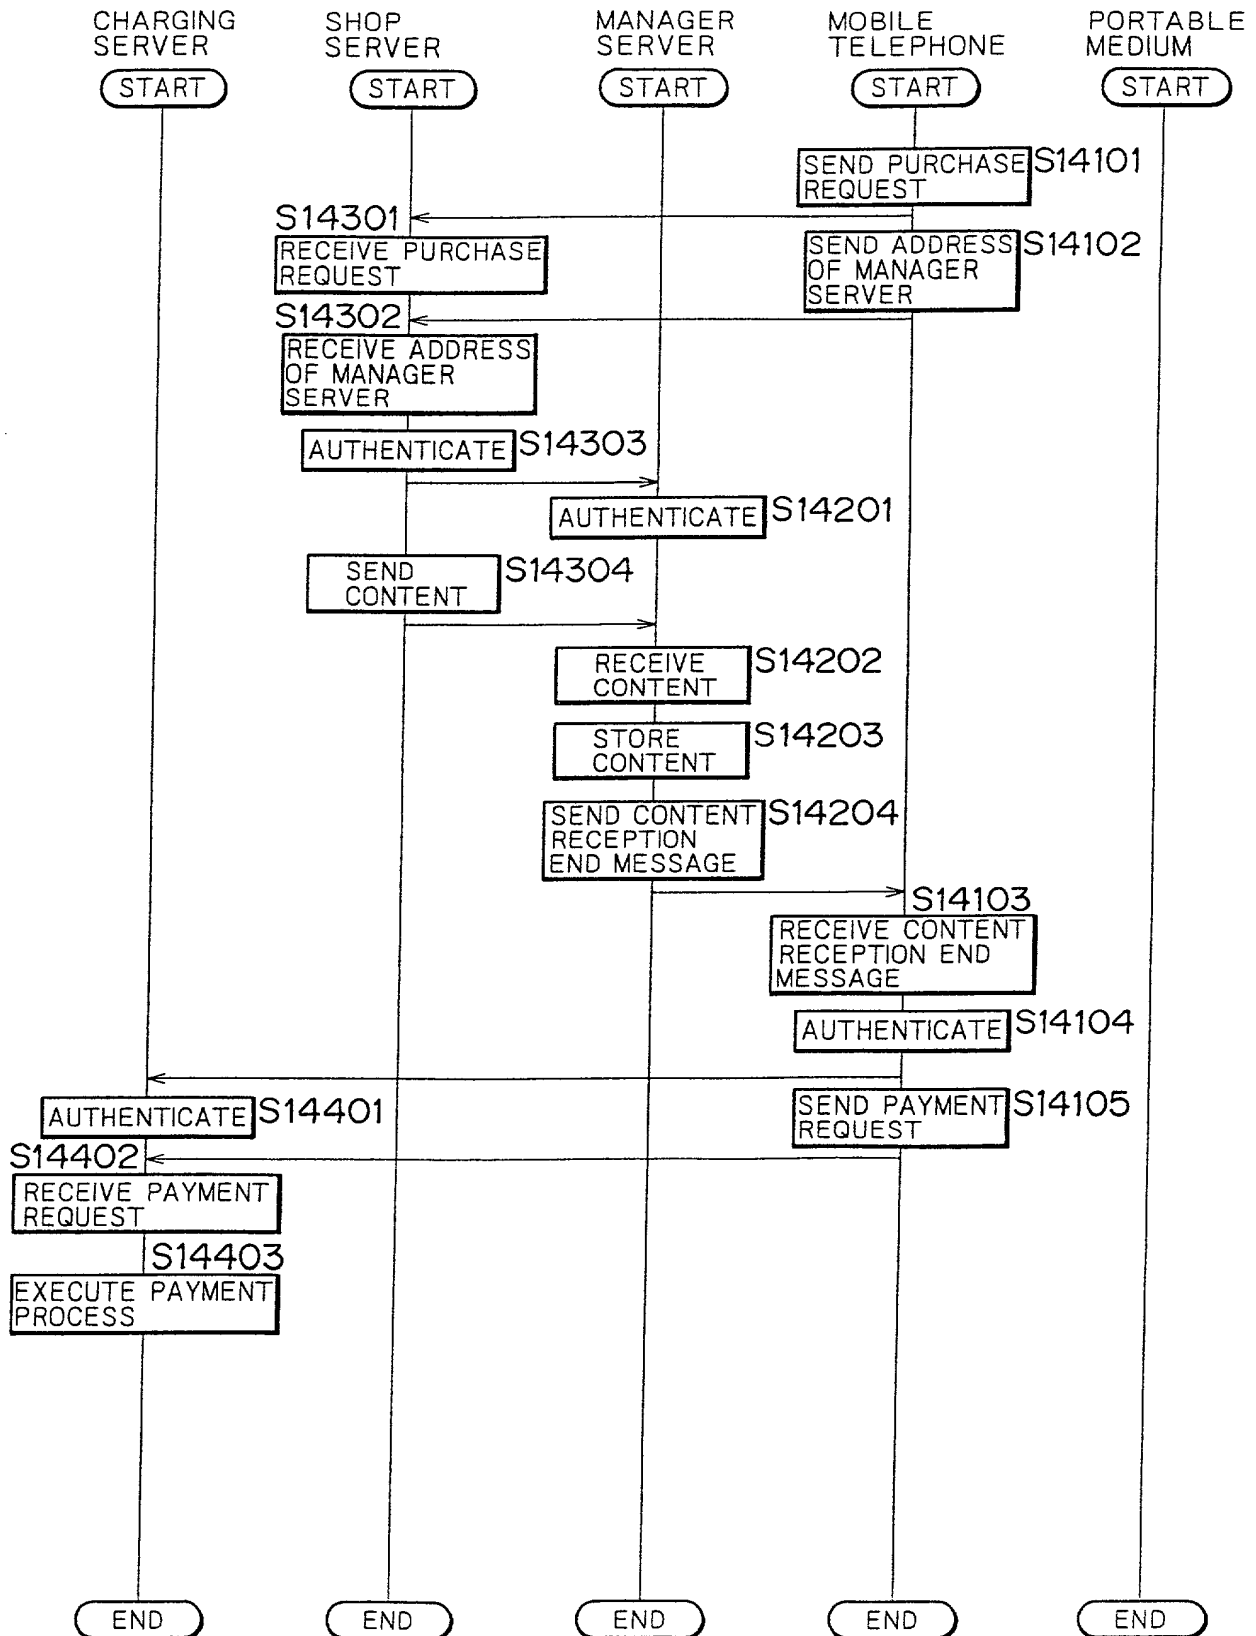 CHARGING
SERVER
SHOP
SERVER
MANAGER
SERVER
MOBILE
TELEPHONE
PORTABLE
MEDIUM
START
START
START
START
START
SEND PURCHASE
REQUEST
S14101
S14301
RECEIVE PURCHASE
REQUEST
SEND ADDRESS
OF MANAGER
SERVER
S14102
S14302
RECEIVE ADDRESS
OF MANAGER
SERVER
AUTHENTICATE
S14303
AUTHENTICATE
S14201
SEND
CONTENT
S14304
RECEIVE
CONTENT
S14202
STORE
CONTENT
S14203
SEND CONTENT
RECEPTION
END MESSAGE
S14204
S14103
RECEIVE CONTENT
RECEPTION END
MESSAGE
AUTHENTICATE
S14104
AUTHENTICATE
S14401
SEND PAYMENT
REQUEST
S14105
S14402
RECEIVE PAYMENT
REQUEST
S14403
EXECUTE PAYMENT
PROCESS
END
END
END
END
END